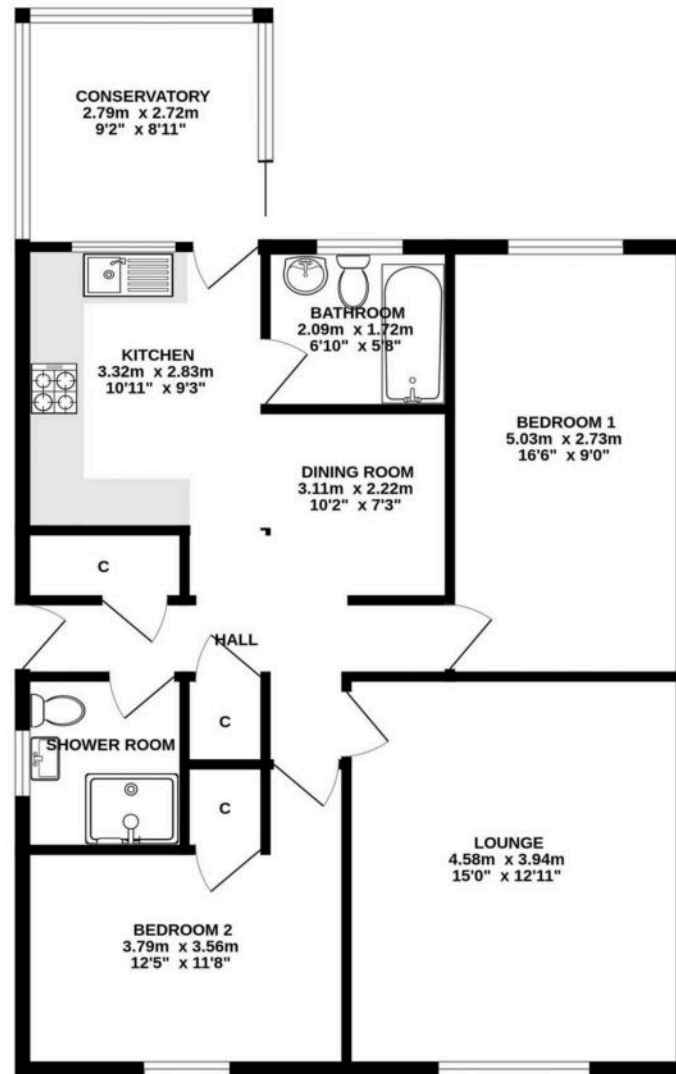 CONSERVATORY
2.79m x 2.72m
9'2" x 8'11"
BATHROOM
2.09m x 1.72m
6'10" x 5'8"
KITCHEN
3.32m x 2.83m
10'11" x 9'3"
BEDROOM 1
5.03m x 2.73m
16'6" x 9'0"
DINING ROOM
3.11m x 2.22m
10'2" x 7'3"
C
HALL
C
SHOWER ROOM
C
LOUNGE
4.58m x 3.94m
15'0" x 12'11"
BEDROOM 2
3.79m x 3.56m
12'5" x 11'8"